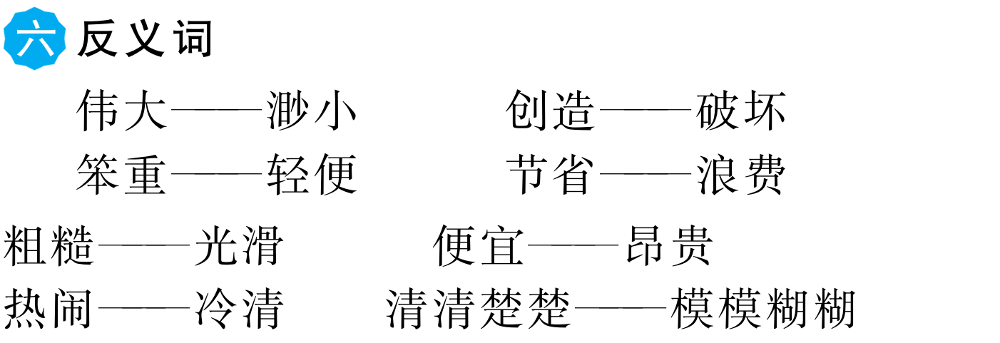 六 反义词
伟大——渺小 创造——破坏
笨重——轻便 节省——浪费
粗糙——光滑 便宜——昂贵
热闹——冷清 清清楚楚——模模糊糊